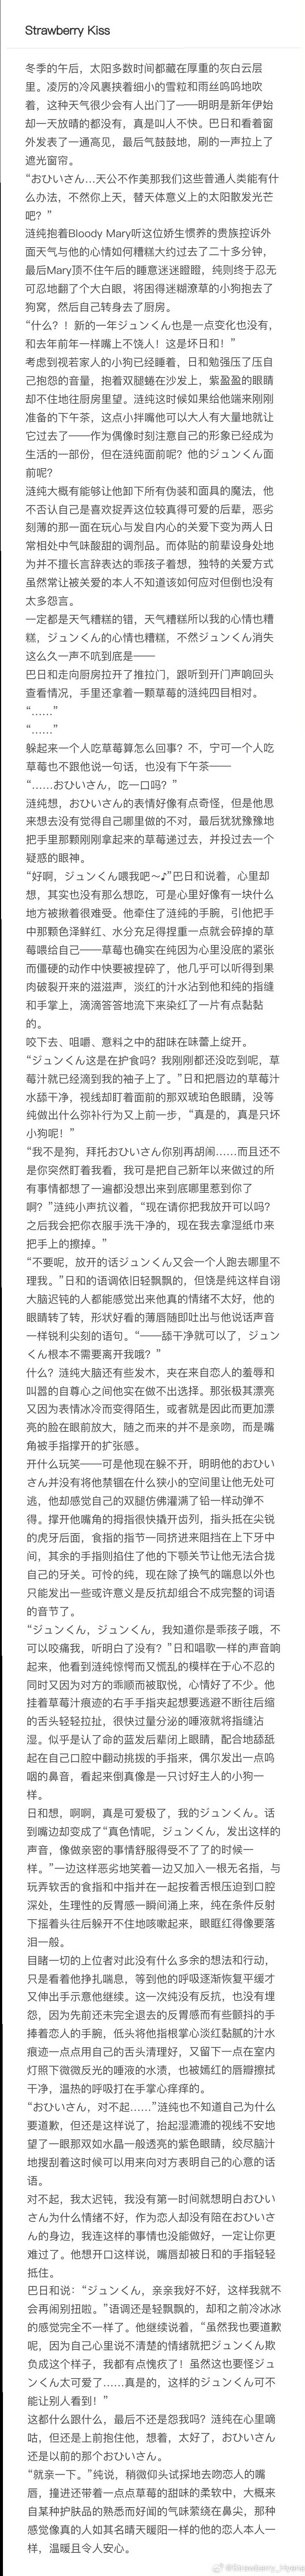 Strawberry Kiss
冬季的午后，太阳多数时间都藏在厚重的灰白云层
里。凌厉的冷风裹挟着细小的雪粒和雨丝呜呜地吹
着，这种天气很少会有人出门了——明明是新年伊始
却一天放晴的都没有，真是叫人不快。巴日和看着窗
外发表了一通高见，最后气鼓鼓地，刷的一声拉上了
遮光窗帘。
“おひいさん…天公不作美那我们这些普通人类能有什
么办法，不然你上天，替天体意义上的太阳散发光芒
吧？”
涟纯抱着Bloody Mary听这位娇生惯养的贵族控诉外
面天气与他的心情如何糟糕大约过去了二十多分钟，
最后Mary顶不住午后的睡意迷迷瞪瞪，纯则终于忍无
可忍地翻了个大白眼，将困得迷糊潦草的小狗抱去了
狗窝，然后自己转身去了厨房。
“什么？！新的一年ジュンくん也是一点变化也没有，
和去年前年一样嘴上不饶人！这是坏日和！”
考虑到视若家人的小狗已经睡着，日和勉强压了压自
己抱怨的音量，抱着双腿蜷在沙发上，紫盈盈的眼睛
却不住地往厨房里望。涟纯这时候如果给他端来刚刚
准备的下午茶，这点小拌嘴他可以大人有大量地就让
它过去了——作为偶像时刻注意自己的形象已经成为
生活的一部份，但在涟纯面前呢？他的ジュンくん面
前呢？
涟纯大概有能够让他卸下所有伪装和面具的魔法，他
不否认自己是喜欢捉弄这位较真得可爱的后辈，恶劣
刻薄的那一面在玩心与发自内心的关爱下变为两人日
常相处中气味酸甜的调剂品。而体贴的前辈设身处地
为并不擅长言辞表达的乖孩子着想，独特的关爱方式
虽然常让被关爱的本人不知道该如何应对但倒也没有
太多怨言。
一定都是天气糟糕的错，天气糟糕所以我的心情也糟
糕，ジュンくん的心情也糟糕，不然ジュンくん消失
这么久一声不吭到底是——
巴日和走向厨房拉开了推拉门，跟听到开门声响回头
查看情况，手里还拿着一颗草莓的涟纯四目相对。
“……”
“……”
躲起来一个人吃草莓算怎么回事？不，宁可一个人吃
草莓也不跟他说一句话，也没有下午茶——
“……おひいさん，吃一口吗？”
涟纯想，おひいさん的表情好像有点奇怪，但是他思
来想去没有觉得自己哪里做的不对，最后犹犹豫豫地
把手里那颗刚刚拿起来的草莓递过去，并投过去一个
疑惑的眼神。
“好啊，ジュンくん喂我吧～♪”巴日和说着，心里却
想，其实也没有那么想吃，可是心里好像有一块什么
地方被揪着很难受。他牵住了涟纯的手腕，引他把手
中那颗色泽鲜红、水分充足得捏重一点就会碎掉的草
莓喂给自己——草莓也确实在纯因为心里没底的紧张
而僵硬的动作中快要被捏碎了，他几乎可以听得到果
肉破裂开来的滋滋声，淡红的汁水沾到他和纯的指缝
和手掌上，滴滴答答地流下来染红了一片有点黏黏
的。
咬下去、咀嚼、意料之中的甜味在味蕾上绽开。
“ジュンくん这是在护食吗？我刚刚都还没吃到呢，草
莓汁就已经滴到我的袖子上了。”日和把唇边的草莓汁
水舔干净，视线却盯着面前的那双琥珀色眼睛，没等
纯做出什么弥补行为又上前一步，“真是的，真是只坏
小狗呢！”
“我不是狗，拜托おひいさん你别再胡闹……而且还不
是你突然盯着我看，我可是把自己新年以来做过的所
有事情都想了一遍都没想出来到底哪里惹到你了
啊？”涟纯小声抗议着，“现在请你把我放开可以吗？
之后我会把你衣服手洗干净的，现在我去拿湿纸巾来
把手上的擦掉。”
“不要呢，放开的话ジュンくん又会一个人跑去哪里不
理我。”日和的语调依旧轻飘飘的，但饶是纯这样自诩
大脑迟钝的人都能感觉出来他真的情绪不太好，他的
眼睛转了转，形状好看的薄唇随即吐出与他说话声音
一样锐利尖刻的语句。“——舔干净就可以了，ジュン
くん根本不需要离开我哦？”
什么？涟纯大脑还有些发木，夹在来自恋人的羞辱和
叫嚣的自尊心之间他实在做不出选择。那张极其漂亮
又因为表情冰冷而变得陌生，或者就是因此而更加漂
亮的脸在眼前放大，随之而来的并不是亲吻，而是嘴
角被手指撑开的扩张感。
开什么玩笑——可是他现在躲不开，明明他的おひい
さん并没有将他禁锢在什么狭小的空间里让他无处可
逃，他却感觉自己的双腿仿佛灌满了铅一样动弹不
得。撑开他嘴角的拇指很快撬开齿列，指头抵在尖锐
的虎牙后面，食指的指节一同挤进来阻挡在上下牙中
间，其余的手指则掐住了他的下颚关节让他无法合拢
自己的牙关。可怜的纯，现在除了换气的喘息以外也
只能发出一些或许意义是反抗却组合不成完整的词语
的音节了。
“ジュンくん，ジュンくん，我知道你是乖孩子哦，不
可以咬痛我，听明白了没有？”日和唱歌一样的声音响
起来，他看到涟纯惊愕而又慌乱的模样在于心不忍的
同时又因为对方的乖顺而被取悦，心情好了不少。他
挂着草莓汁痕迹的右手手指夹起想要逃避不断往后缩
的舌头轻轻拉扯，很快过量分泌的唾液就将指缝沾
湿。似乎是认了命的蓝发后辈闭上眼睛，配合地舔舐
起在自己口腔中翻动挑拨的手指来，偶尔发出一点呜
咽的鼻音，看起来倒真像是一只讨好主人的小狗一
样。
日和想，啊啊，真是可爱极了，我的ジュンくん。话
到嘴边却变成了“真色情呢，ジュンくん，发出这样的
声音，像做亲密的事情舒服得受不了了的时候一
样。”一边这样恶劣地笑着一边又加入一根无名指，与
玩弄软舌的食指和中指并在一起按着舌根压迫到口腔
深处，生理性的反胃感一瞬间涌上来，纯在条件反射
下摇着头往后躲开不住地咳嗽起来，眼眶红得像要落
泪一般。
目睹一切的上位者对此没有什么多余的想法和行动，
只是看着他挣扎喘息，等到他的呼吸逐渐恢复平缓才
又伸出手示意他继续。这一次纯没有反抗，也没有埋
怨，因为先前还未完全退去的反胃感而有些颤抖的手
捧着恋人的手腕，低头将他指根掌心淡红黏腻的汁水
痕迹一点点用自己的舌头清理好，又留下一点在室内
灯照下微微反光的唾液的水渍，也被嫣红的唇瓣擦拭
干净，温热的呼吸打在手掌心痒痒的。
“おひいさん，对不起……”涟纯也不知道自己为什么
要道歉，但还是这样说了，抬起湿漉漉的视线不安地
望了一眼那双如水晶一般透亮的紫色眼睛，绞尽脑汁
地搜刮着这时候可以用来向对方表明自己的心意的话
语。
对不起，我太迟钝，我没有第一时间就想明白おひい
さん为什么情绪不好，作为恋人却没有陪在おひいさ
ん的身边，我连这样的事情也没能做好，一定让你更
难过了。他想开口这样说，嘴唇却被日和的手指轻轻
抵住。
巴日和说：“ジュンくん，亲亲我好不好，这样我就不
会再闹别扭啦。”语调还是轻飘飘的，却和之前冷冰冰
的感觉完全不一样了。他继续说着，“虽然我也要道歉
呢，因为自己心里说不清楚的情绪就把ジュンくん欺
负成这个样子，我都有点愧疚了！虽然这也要怪ジュ
ンくん太可爱了……真是的，这样的ジュンくん可不
能让别人看到！”
这都什么跟什么，最后不还是怨我吗？涟纯在心里嘀
咕，但还是上前抱住他，想着，太好了，おひいさん
还是以前的那个おひいさん。
“就亲一下。”纯说，稍微仰头试探地去吻恋人的嘴
唇，撞进还带着一点点草莓的甜味的柔软中，大概来
自某种护肤品的熟悉而好闻的气味萦绕在鼻尖，那种
感觉像真的人如其名晴天暖阳一样的他的恋人本人一
样，温暖且令人安心。
@Strawberry_Hyena